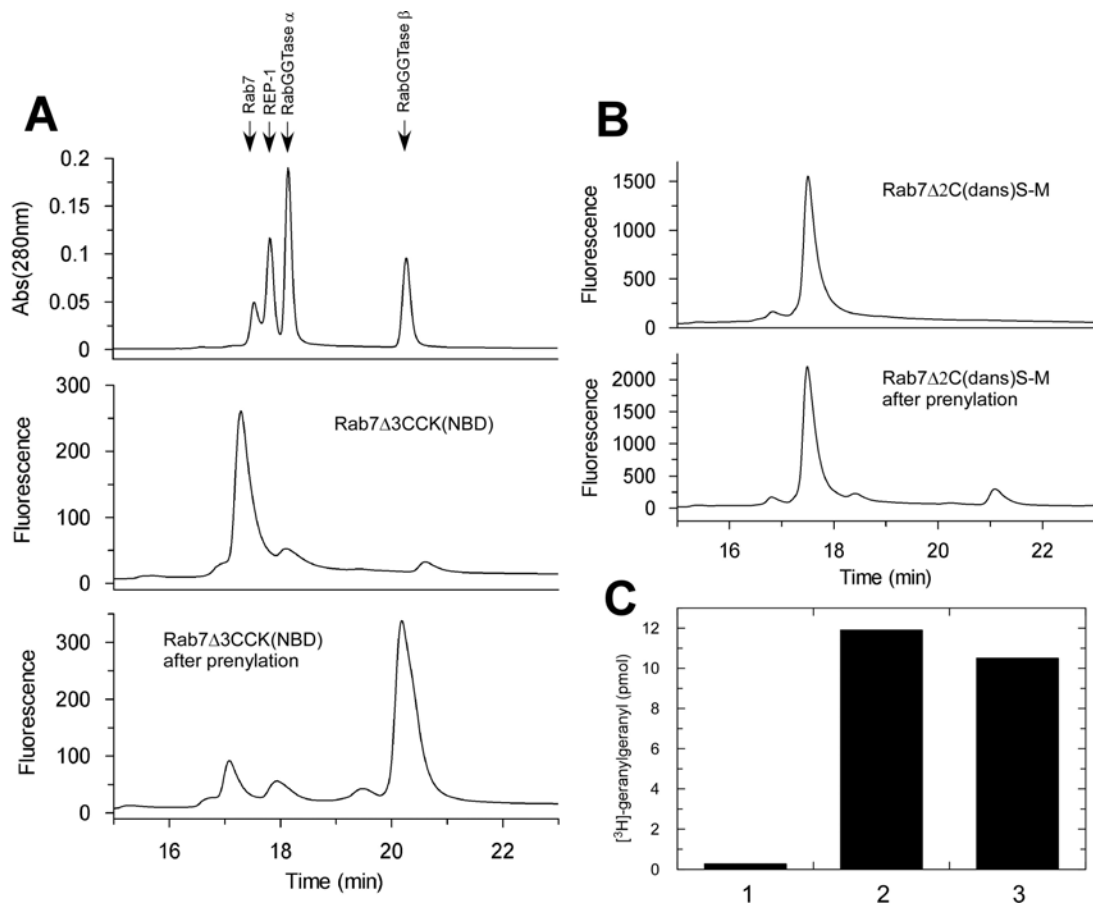 A
Rab7
REP-1
RabGGTase α
RabGGTase β
0.2
0.15
0.1
0.05
0
Abs(280nm)
300
200
100
0
Fluorescence
Rab7Δ3CCK(NBD)
300
200
100
0
Fluorescence
Rab7Δ3CCK(NBD)
after prenylation
16
18
20
22
Time (min)
B
1500
1000
500
0
Fluorescence
Rab7Δ2C(dans)S-M
2000
1500
1000
500
0
Fluorescence
Rab7Δ2C(dans)S-M
after prenylation
16
18
20
22
Time (min)
C
12
10
8
6
4
2
0
[³H]-geranylgeranyl (pmol)
1
2
3